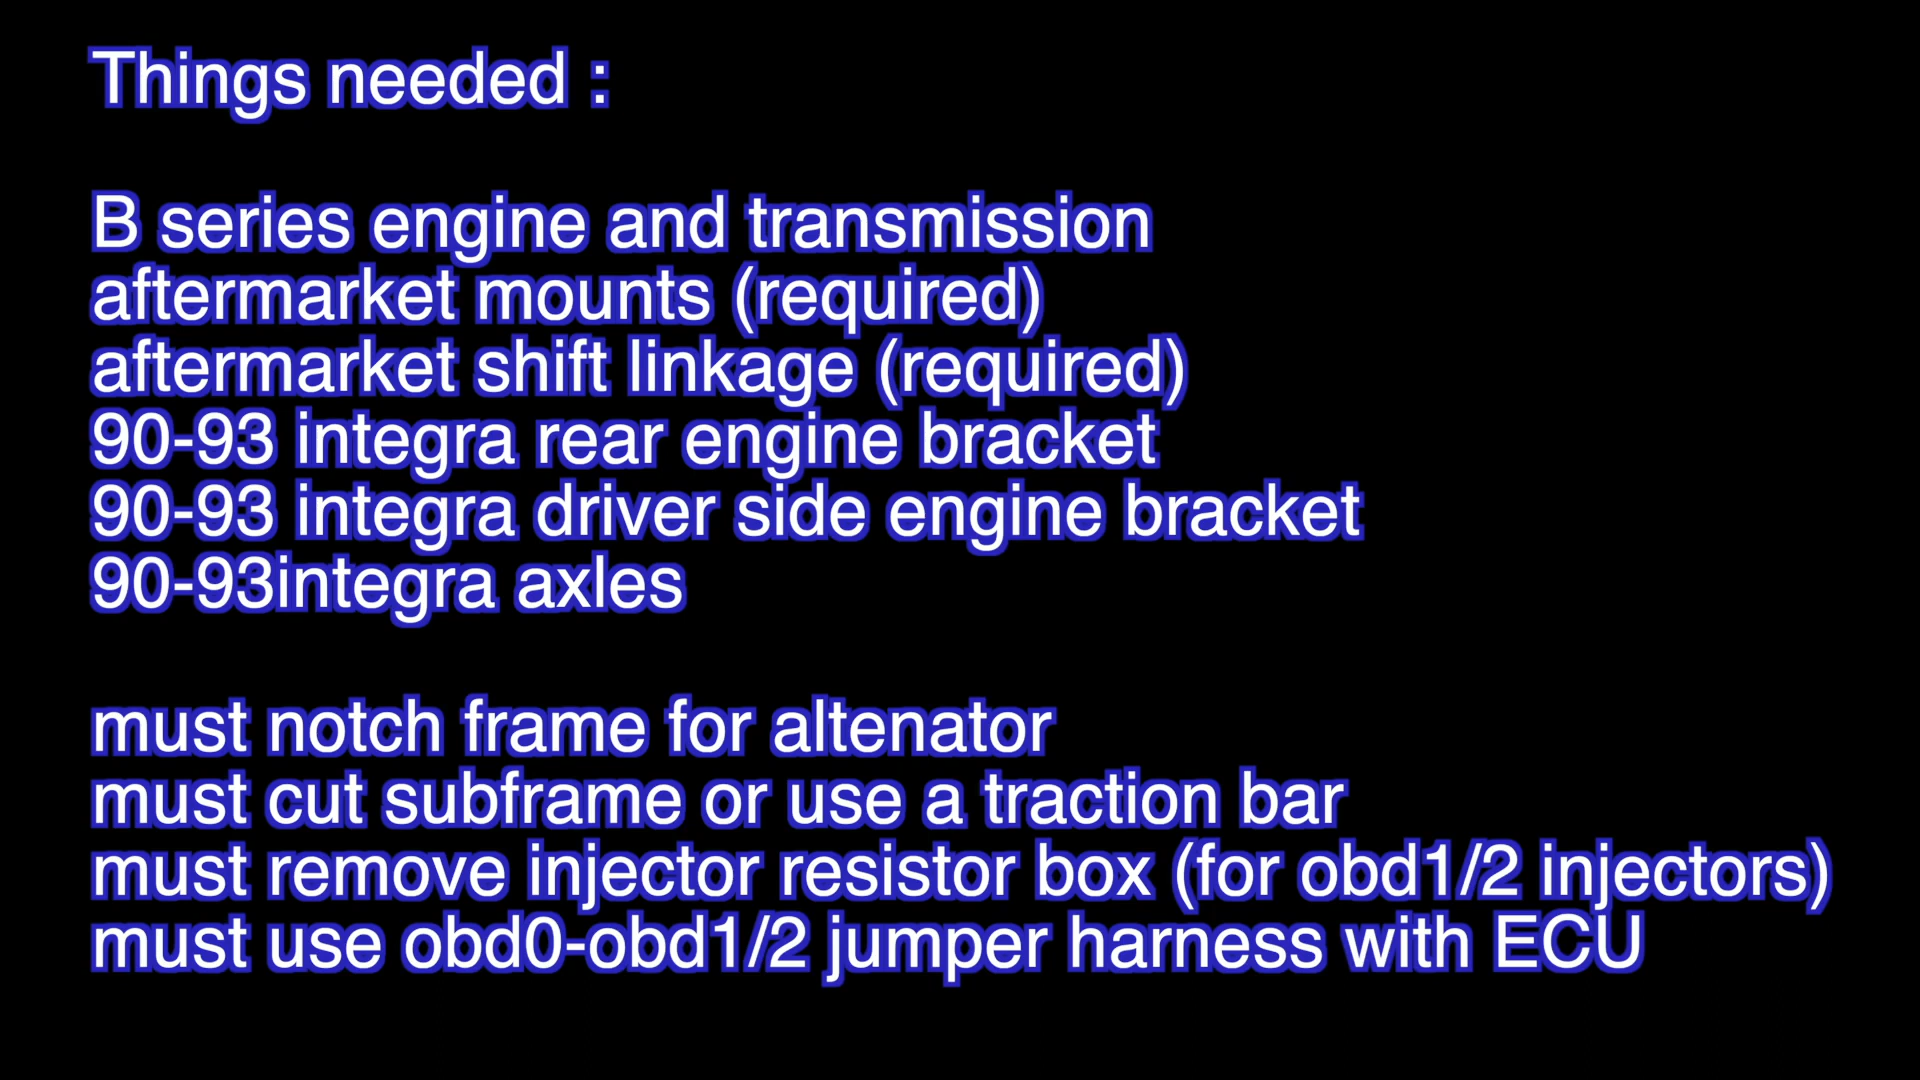 Things needed :
B series engine and transmission
aftermarket mounts (required)
aftermarket shift linkage (required)
90-93 integra rear engine bracket
90-93 integra driver side engine bracket
90-93integra axles
must notch frame for altenator
must cut subframe or use a traction bar
must remove injector resistor box (for obd1/2 injectors)
must use obd0-obd1/2 jumper harness with ECU